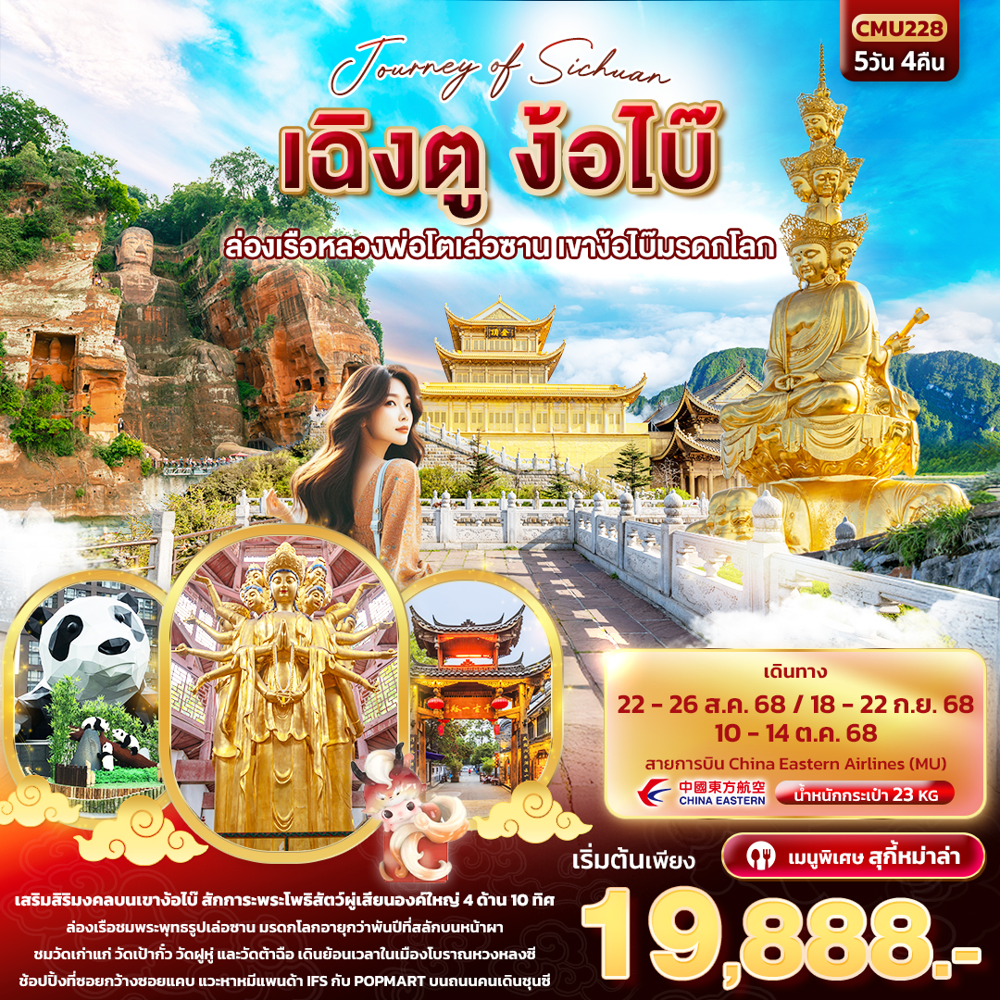 CMU228
5วัน 4คืน
Journey of Sichuan
เฉิงตู ง้อไบ๊
ล่องเรือหลวงพ่อโตเล่อซาน เขาง้อไบ๊มรดกโลก
金頂
เดินทาง
22 - 26 ส.ค. 68 / 18 - 22 ก.ย. 68
10 - 14 ต.ค. 68
สายการบิน China Eastern Airlines (MU)
中國東方航空
CHINA EASTERN
น้ำหนักกระเป๋า 23 KG
เริ่มต้นเพียง
เมนูพิเศษ สุกี้หม่าล่า
19,888.-
เสริมสิริมงคลบนเขาง้อไบ๊ สักการะพระโพธิสัตว์ผู่เสียนองค์ใหญ่ 4 ด้าน 10 ทิศ
ล่องเรือชมพระพุทธรูปเล่อซาน มรดกโลกอายุกว่าพันปีที่สลักบนหน้าผา
ชมวัดเก่าแก่ วัดเป้ากั๋ว วัดฝูหู่ และวัดต้าฉือ เดินย้อนเวลาในเมืองโบราณหวงหลงซี
ช้อปปิ้งที่ซอยกว้างซอยแคบ แวะหาหมีแพนด้า IFS กับ POPMART บนถนนคนเดินชุนซี